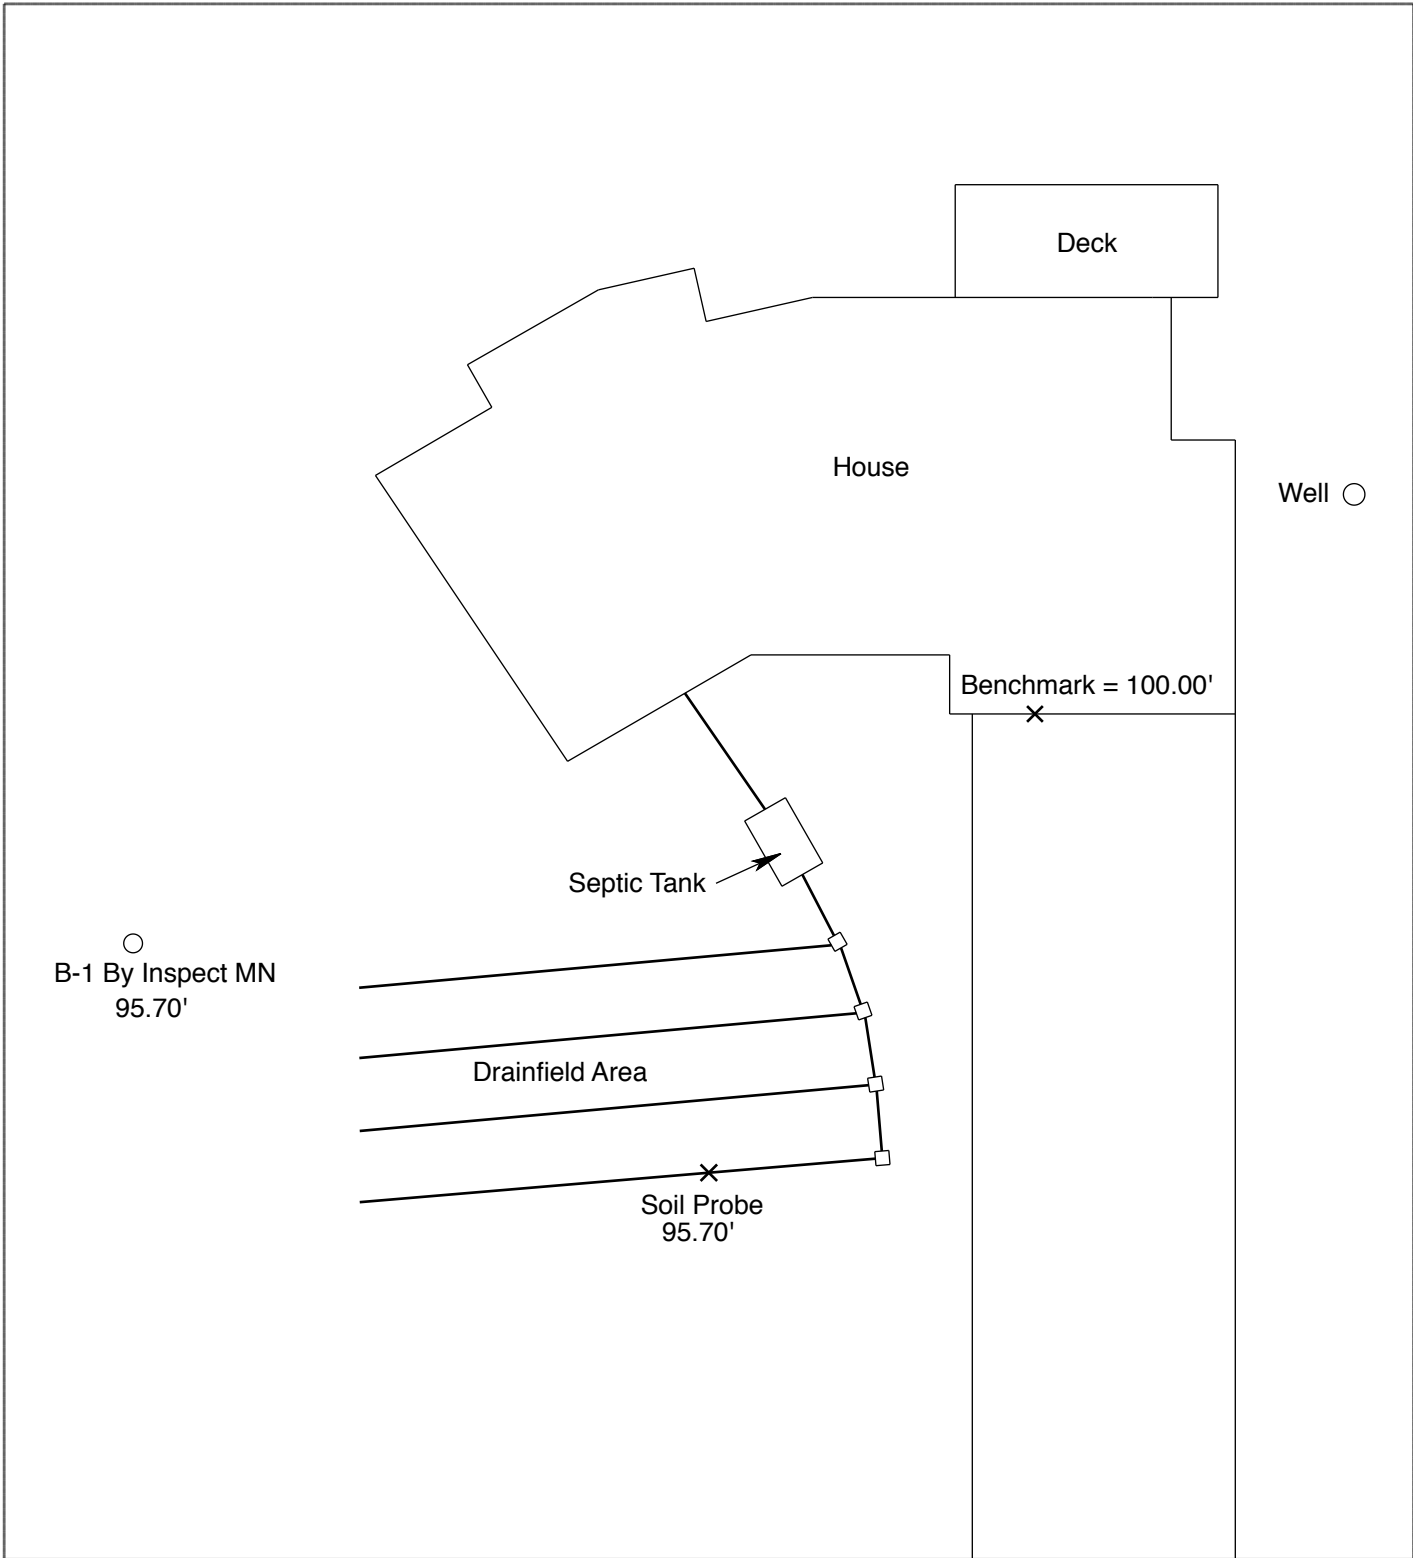 Deck
House
Well
Benchmark = 100.00'
Septic Tank
B-1 By Inspect MN
95.70'
Drainfield Area
Soil Probe
95.70'